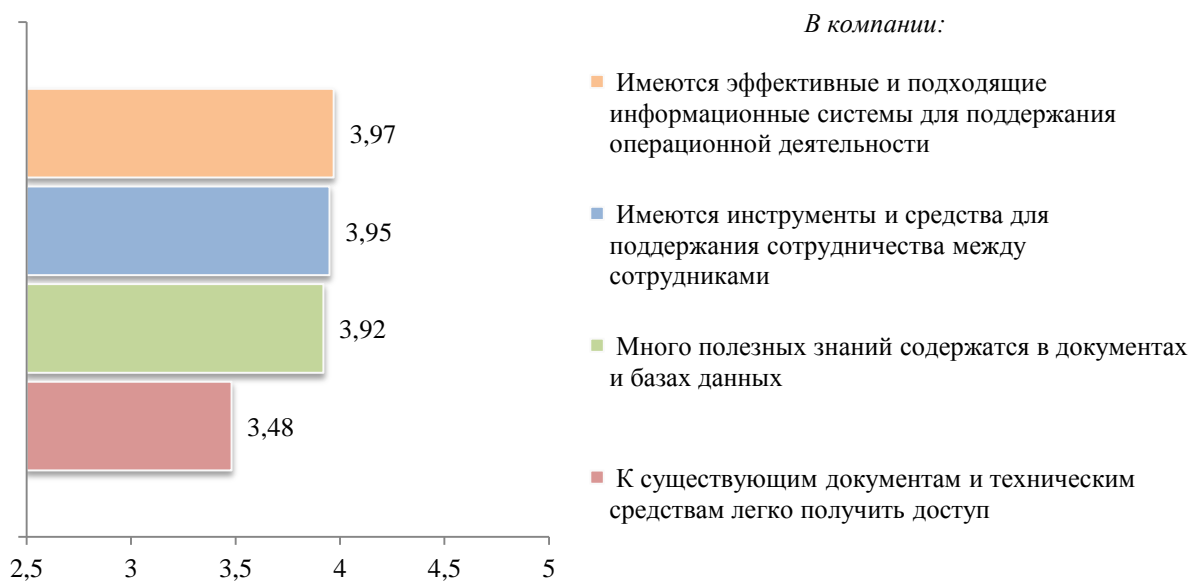 В компании:
Имеются эффективные и подходящие
информационные системы для поддержания
операционной деятельности
Имеются инструменты и средства для
поддержания сотрудничества между
сотрудниками
Много полезных знаний содержатся в документах
и базах данных
К существующим документам и техническим
средствам легко получить доступ
3,97
3,95
3,92
3,48
2,5 3 3,5 4 4,5 5